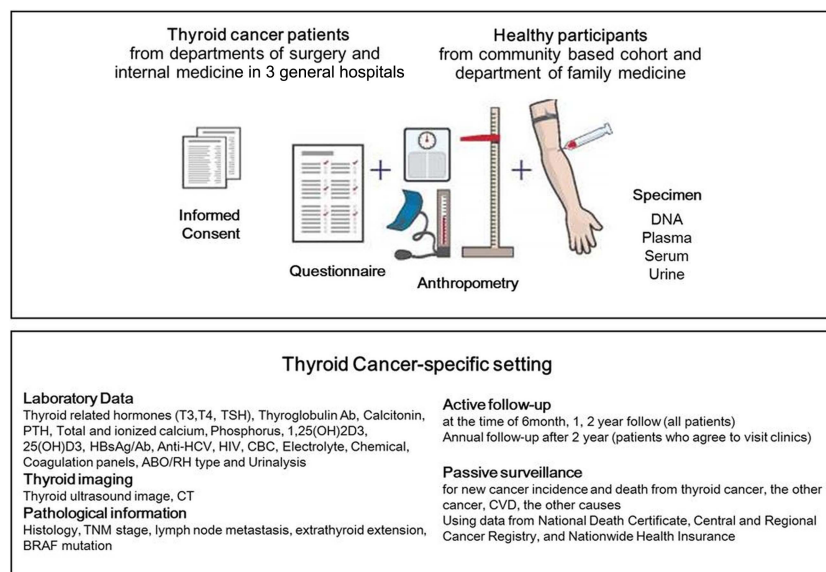 Thyroid cancer patients
from departments of surgery and
internal medicine in 3 general hospitals
Healthy participants
from community based cohort and
department of family medicine
Informed
Consent
+
+
Questionnaire
Anthropometry
Specimen
DNA
Plasma
Serum
Urine
Thyroid Cancer-specific setting
Laboratory Data
Thyroid related hormones (T3,T4, TSH), Thyroglobulin Ab, Calcitonin,
PTH, Total and ionized calcium, Phosphorus, 1,25(OH)2D3,
25(OH)D3, HBsAg/Ab, Anti-HCV, HIV, CBC, Electrolyte, Chemical,
Coagulation panels, ABO/RH type and Urinalysis
Thyroid imaging
Thyroid ultrasound image, CT
Pathological information
Histology, TNM stage, lymph node metastasis, extrathyroid extension,
BRAF mutation
Active follow-up
at the time of 6month, 1, 2 year follow (all patients)
Annual follow-up after 2 year (patients who agree to visit clinics)
Passive surveillance
for new cancer incidence and death from thyroid cancer, the other
cancer, CVD, the other causes
Using data from National Death Certificate, Central and Regional
Cancer Registry, and Nationwide Health Insurance